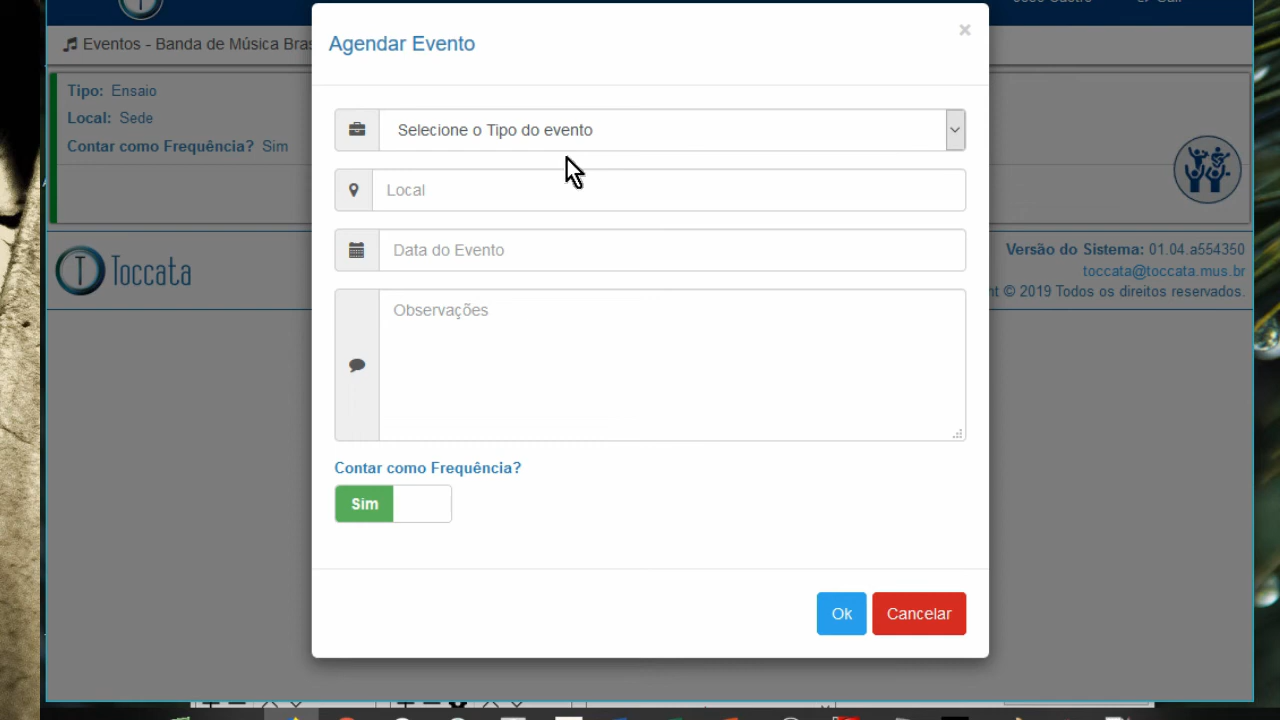 Agendar Evento
×
Eventos - Banda de Música Bras
Tipo: Ensaio
Local: Sede
Contar como Frequência? Sim
Selecione o Tipo do evento
Local
Data do Evento
Observações
Contar como Frequência?
Sim
Ok
Cancelar
T Toccata
Versão do Sistema: 01.04.a554350
toccata@toccata.mus.br
nt © 2019 Todos os direitos reservados.